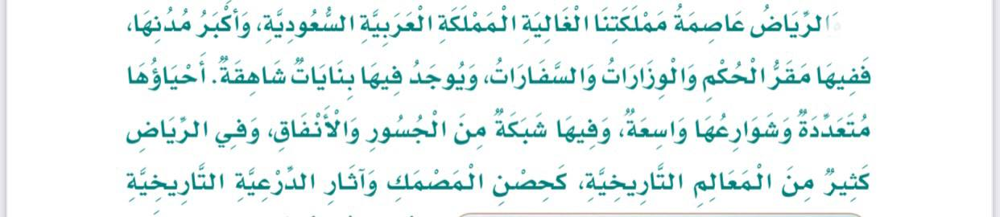 الرِّيَاضُ عَاصِمَةُ مَمْلَكَتِنَا الْغَالِيَةِ الْمَمْلَكَةِ الْعَرَبِيَّةِ السُّعُودِيَّةِ، وَأَكْبَرُ مُدُنِهَا،
فَفِيهَا مَقَرُّ الْحُكْمِ وَالْوِزَارَاتُ وَالسَّفَارَاتُ، وَيُوجَدُ فِيهَا بِنَايَاتٌ شَاهِقَةٌ. أَحْيَاؤُهَا
مُتَعَدِّدَةٌ وَشَوَارِعُهَا وَاسِعَةٌ، وَفِيهَا شَبَكَةٌ مِنَ الْجُسُورِ وَالْأَنْفَاقِ، وَفِي الرِّيَاضِ
كَثِيرٌ مِنَ الْمَعَالِمِ التَّارِيخِيَّةِ، كَحِصْنِ الْمَصْمَكِ وَآثَارِ الدِّرْعِيَّةِ التَّارِيخِيَّةِ